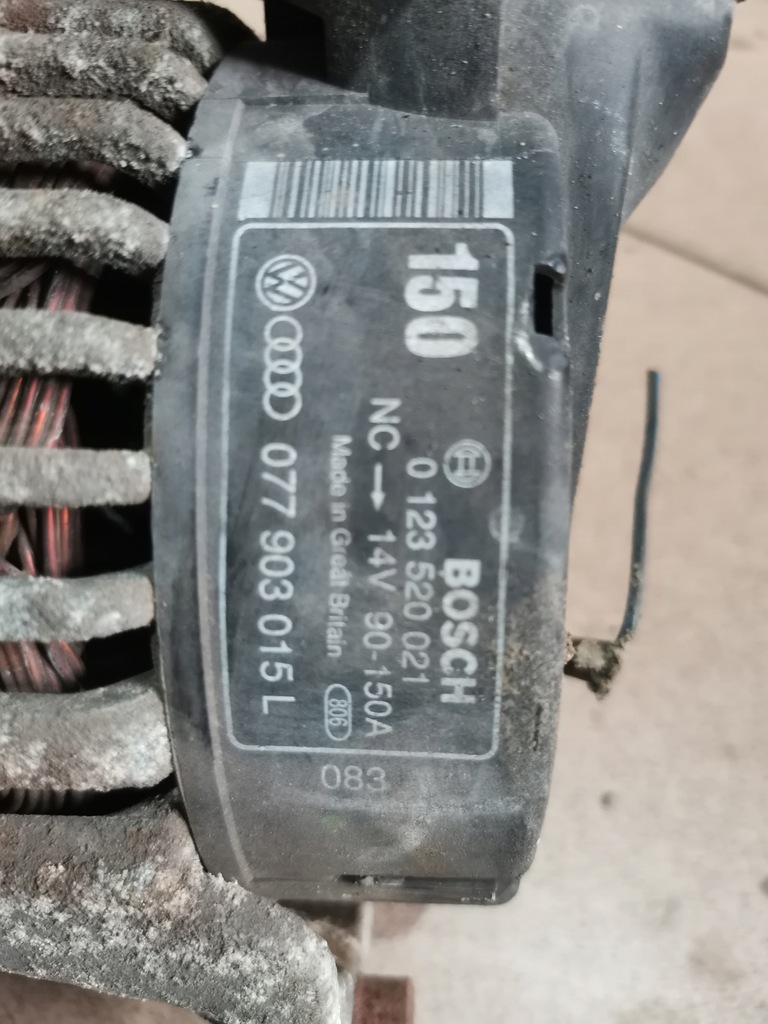 150
BOSCH
0 123 520 021
NC → 14V 90-150A
Made in Great Britain
806
VW
077 903 015 L
083